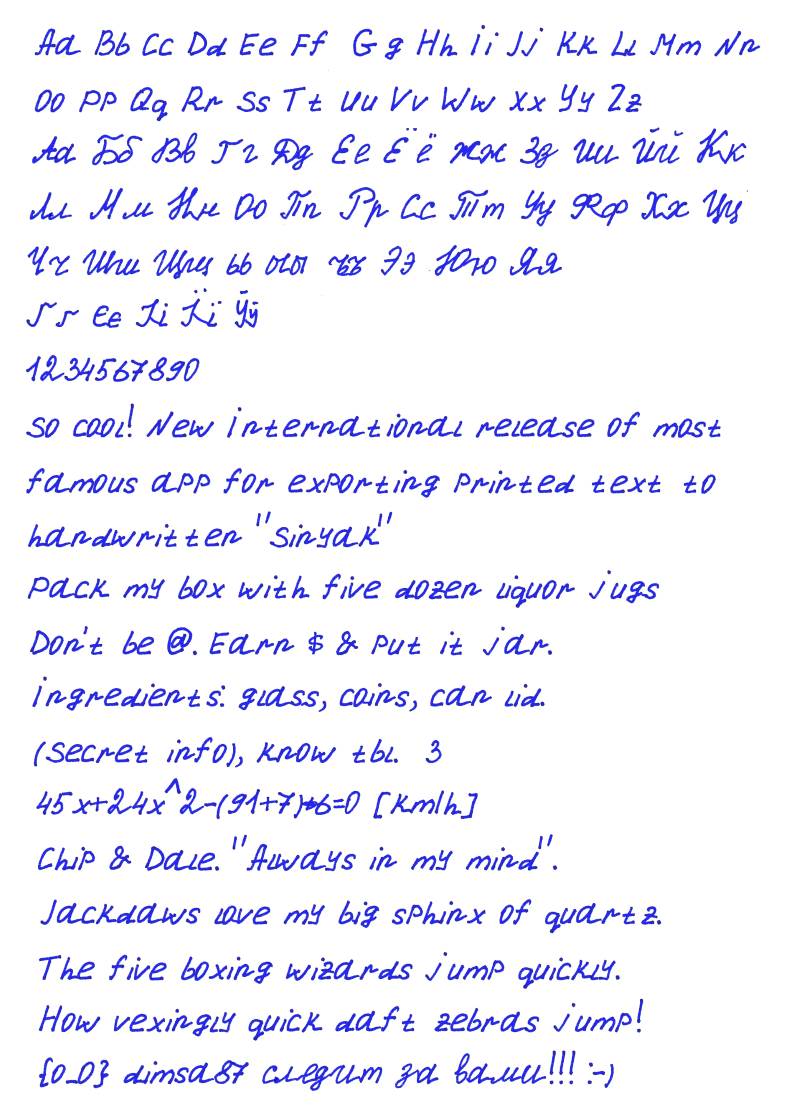 Aa Bb Cc Dd Ee Ff Gg Hh Ii Jj Kk Ll Mm Nn
Oo Pp Qq Rr Ss Tt Uu Vv Ww Xx Yy Zz
Аа Бб Вв Гг Дд Ее Ёё Жж Зз Ии Йй Кк
Лл Мм Нн Оо Пп Рр Сс Тт Уу Фф Хх Цц
Чч Шш Щщ ьь ыы ъъ Ээ Юю Яя
Ґґ Єє Іі Її Ўў
1234567890
So cool! New international release of most
famous app for exporting printed text to
handwritten "Sinyak"
Pack my box with five dozen liquor jugs
Don't be @. Earn $ & put it jar.
Ingredients: glass, coins, can lid.
(Secret info), know tbl. 3
45x+24x^2-(91+7)+6=0 [km/h]
Chip & Dale. "Always in my mind".
Jackdaws love my big sphinx of quartz.
The five boxing wizards jump quickly.
How vexingly quick daft zebras jump!
{0_0} dimsa87 следит за вами!!! :-)